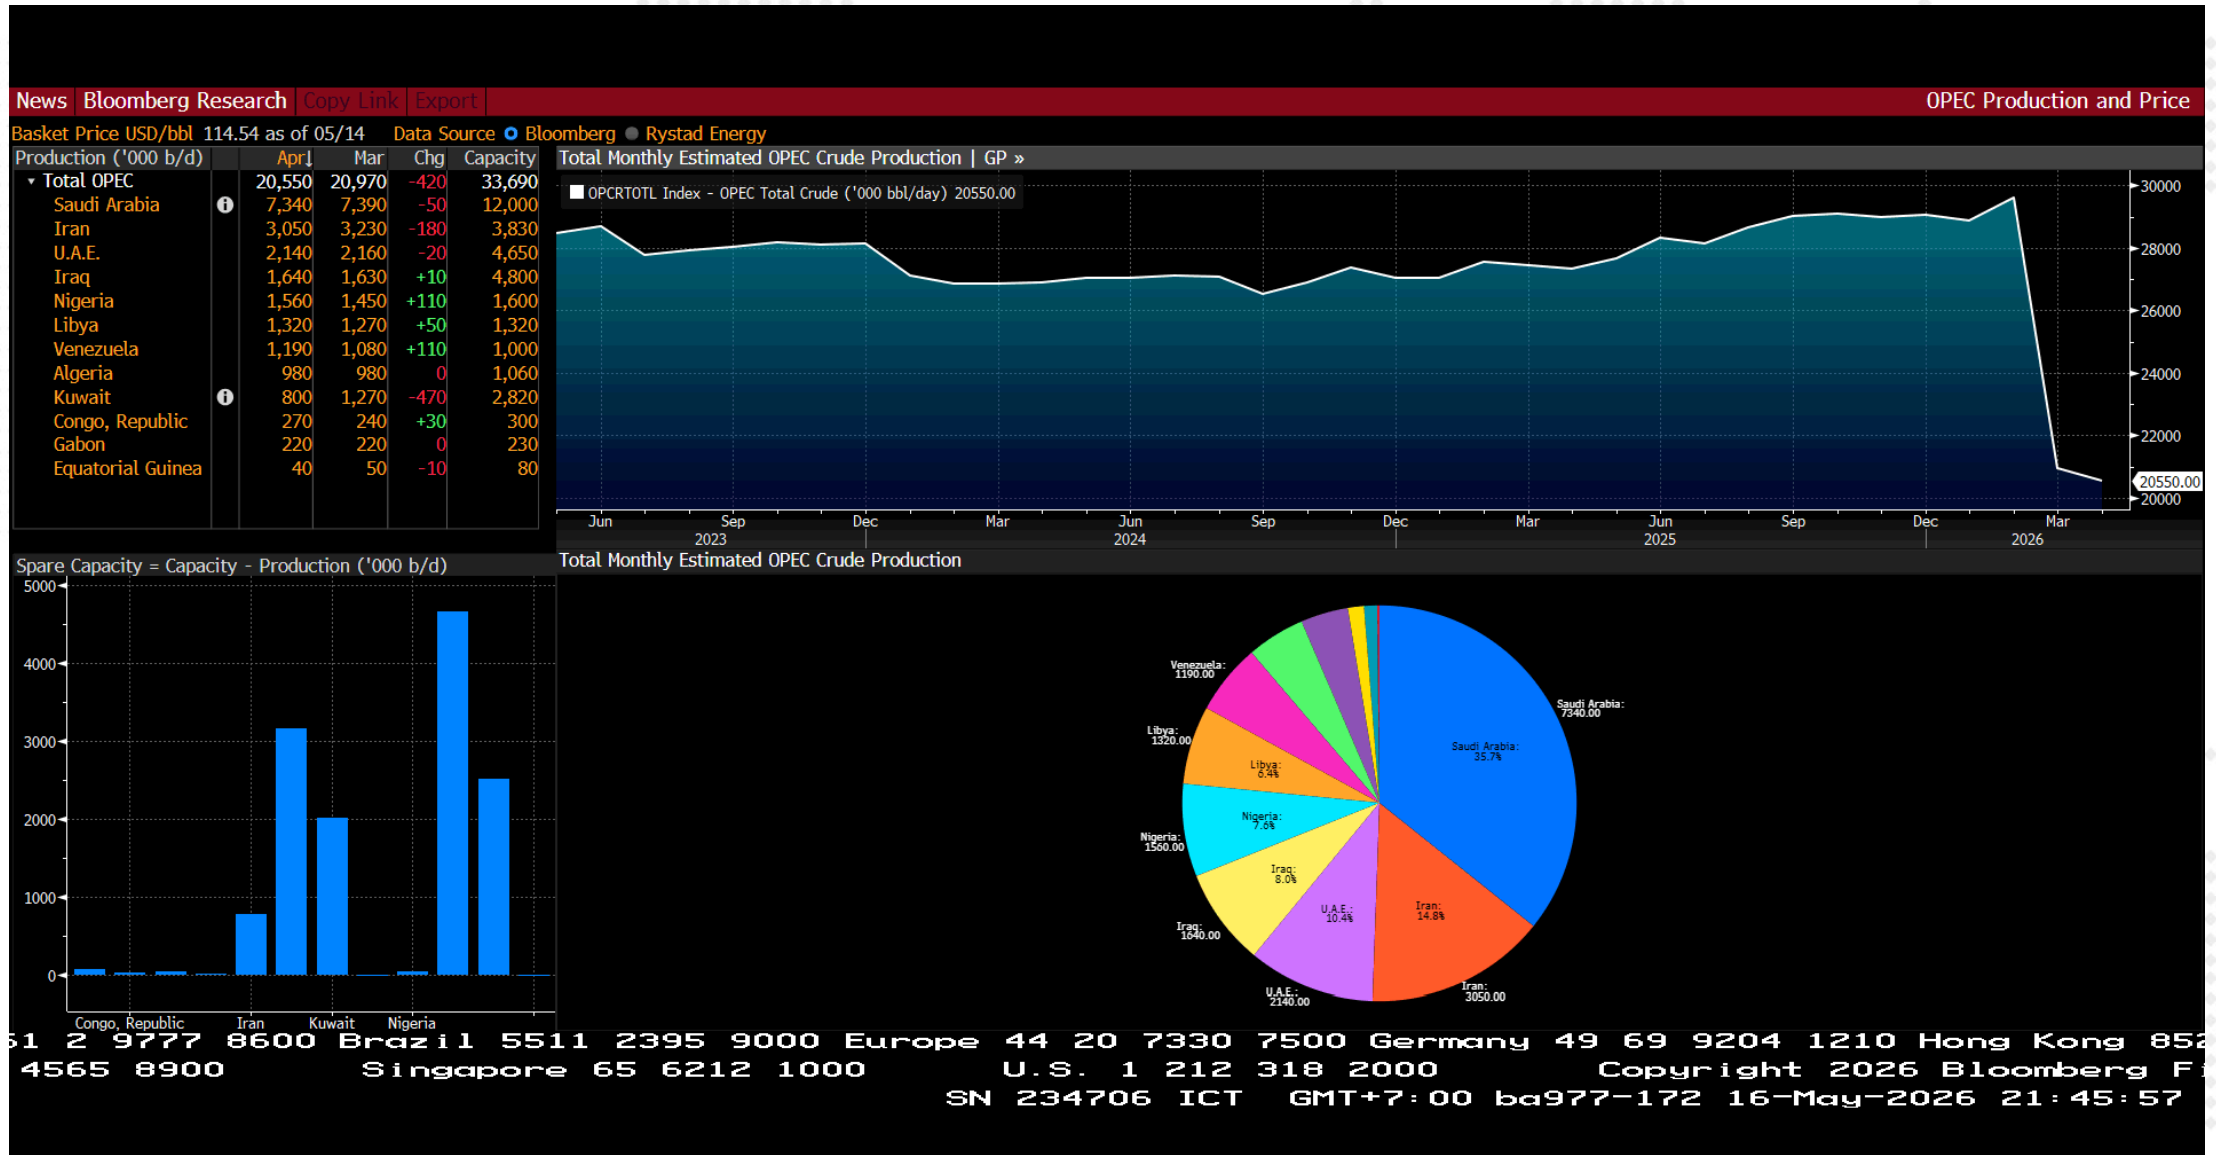 News Bloomberg Research Copy Link Export OPEC Production and Price
Basket Price USD/bbl 114.54 as of 05/14 Data Source Bloomberg Rystad Energy
Production ('000 b/d) Apr↓ Mar Chg Capacity
Total OPEC 20,550 20,970 -420 33,690
Saudi Arabia 7,340 7,390 -50 12,000
Iran 3,050 3,230 -180 3,830
U.A.E. 2,140 2,160 -20 4,650
Iraq 1,640 1,630 +10 4,800
Nigeria 1,560 1,450 +110 1,600
Libya 1,320 1,270 +50 1,320
Venezuela 1,190 1,080 +110 1,000
Algeria 980 980 0 1,060
Kuwait 800 1,270 -470 2,820
Congo, Republic 270 240 +30 300
Gabon 220 220 0 230
Equatorial Guinea 40 50 -10 80
Total Monthly Estimated OPEC Crude Production | GP »
OPCRTOTL Index - OPEC Total Crude ('000 bbl/day) 20550.00
30000
28000
26000
24000
22000
20550.00
20000
Jun Sep Dec Mar Jun Sep Dec Mar Jun Sep Dec Mar
2023 2024 2025 2026
Spare Capacity = Capacity - Production ('000 b/d)
5000
4000
3000
2000
1000
0
Congo, Republic Iran Kuwait Nigeria
Total Monthly Estimated OPEC Crude Production
Venezuela:
1190.00
Saudi Arabia:
7340.00
Libya:
1320.00
Saudi Arabia:
35.7%
Libya:
6.4%
Nigeria:
7.6%
Nigeria:
1560.00
Iraq:
8.0%
U.A.E.:
10.4%
Iran:
14.8%
Iraq:
1640.00
U.A.E.:
2140.00
Iran:
3050.00
2 9777 8600 Brazil 5511 2395 9000 Europe 44 20 7330 7500 Germany 49 69 9204 1210 Hong Kong 852
4565 8900 Singapore 65 6212 1000 U.S. 1 212 318 2000 Copyright 2026 Bloomberg
SN 234706 ICT GMT+7:00 ba977-172 16-May-2026 21:45:57